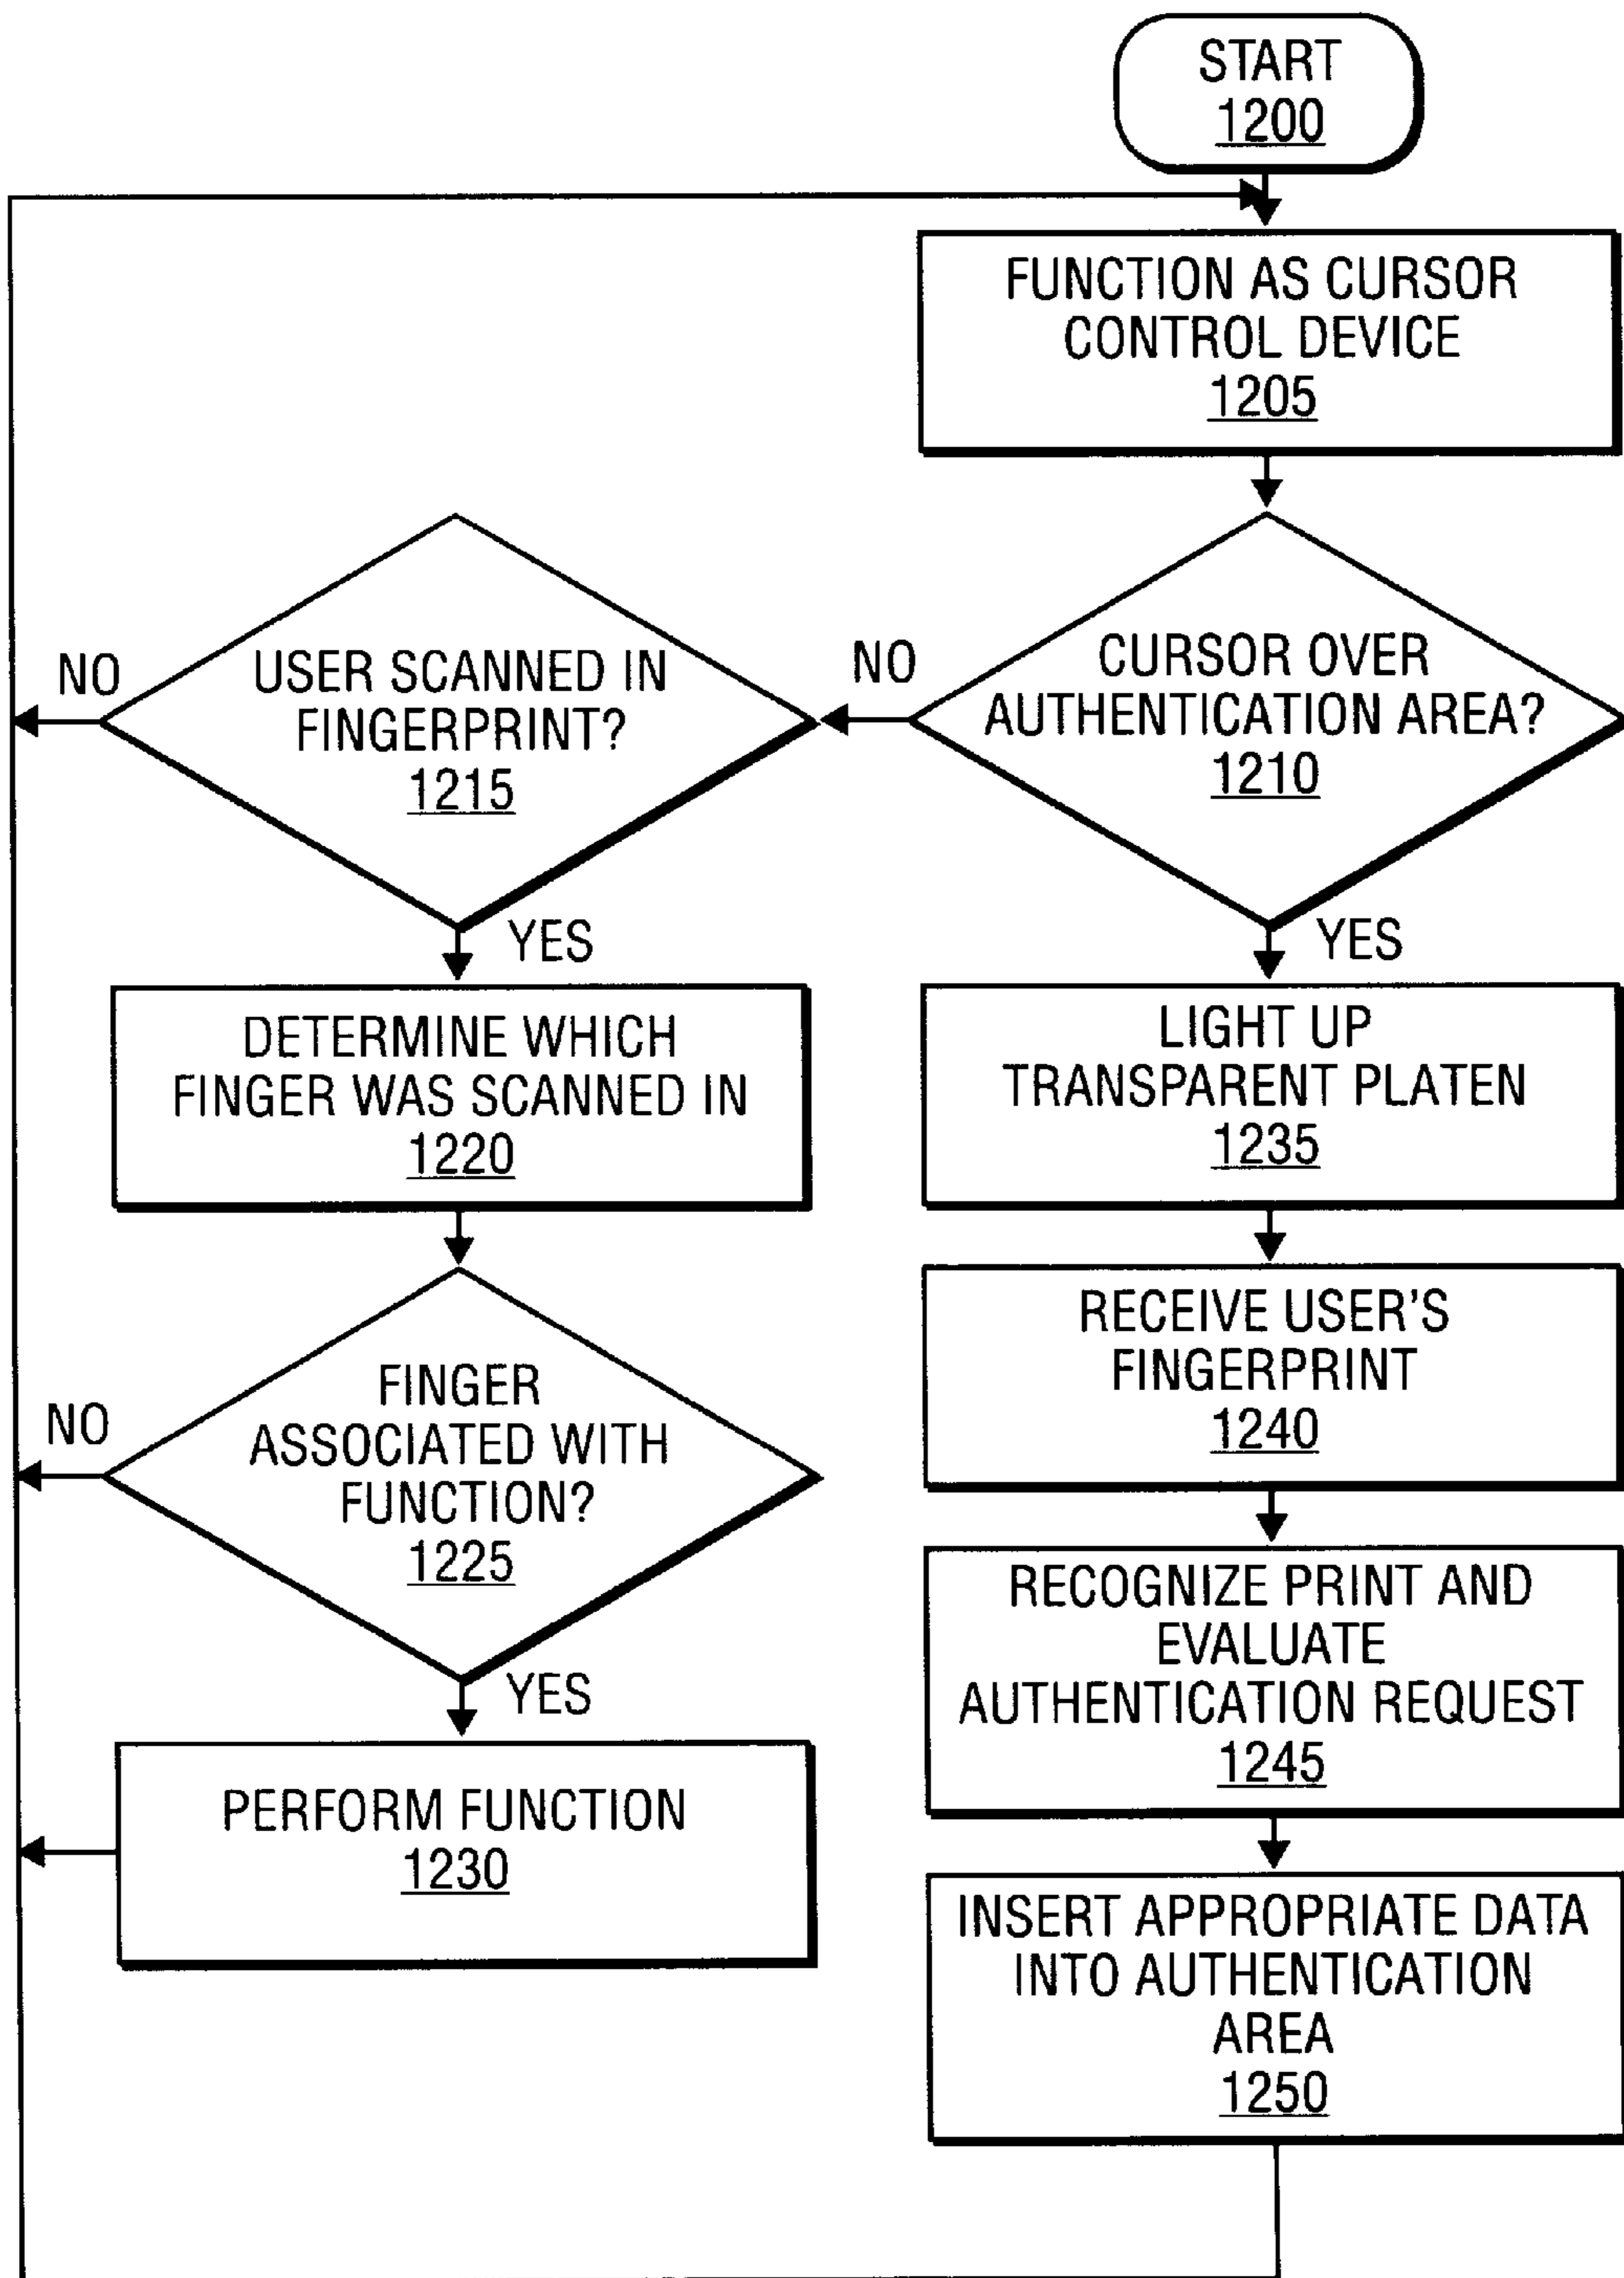 START
1200
FUNCTION AS CURSOR
CONTROL DEVICE
1205
CURSOR OVER
AUTHENTICATION AREA?
1210
NO
YES
USER SCANNED IN
FINGERPRINT?
1215
NO
YES
DETERMINE WHICH
FINGER WAS SCANNED IN
1220
FINGER
ASSOCIATED WITH
FUNCTION?
1225
NO
YES
PERFORM FUNCTION
1230
LIGHT UP
TRANSPARENT PLATEN
1235
RECEIVE USER'S
FINGERPRINT
1240
RECOGNIZE PRINT AND
EVALUATE
AUTHENTICATION REQUEST
1245
INSERT APPROPRIATE DATA
INTO AUTHENTICATION
AREA
1250